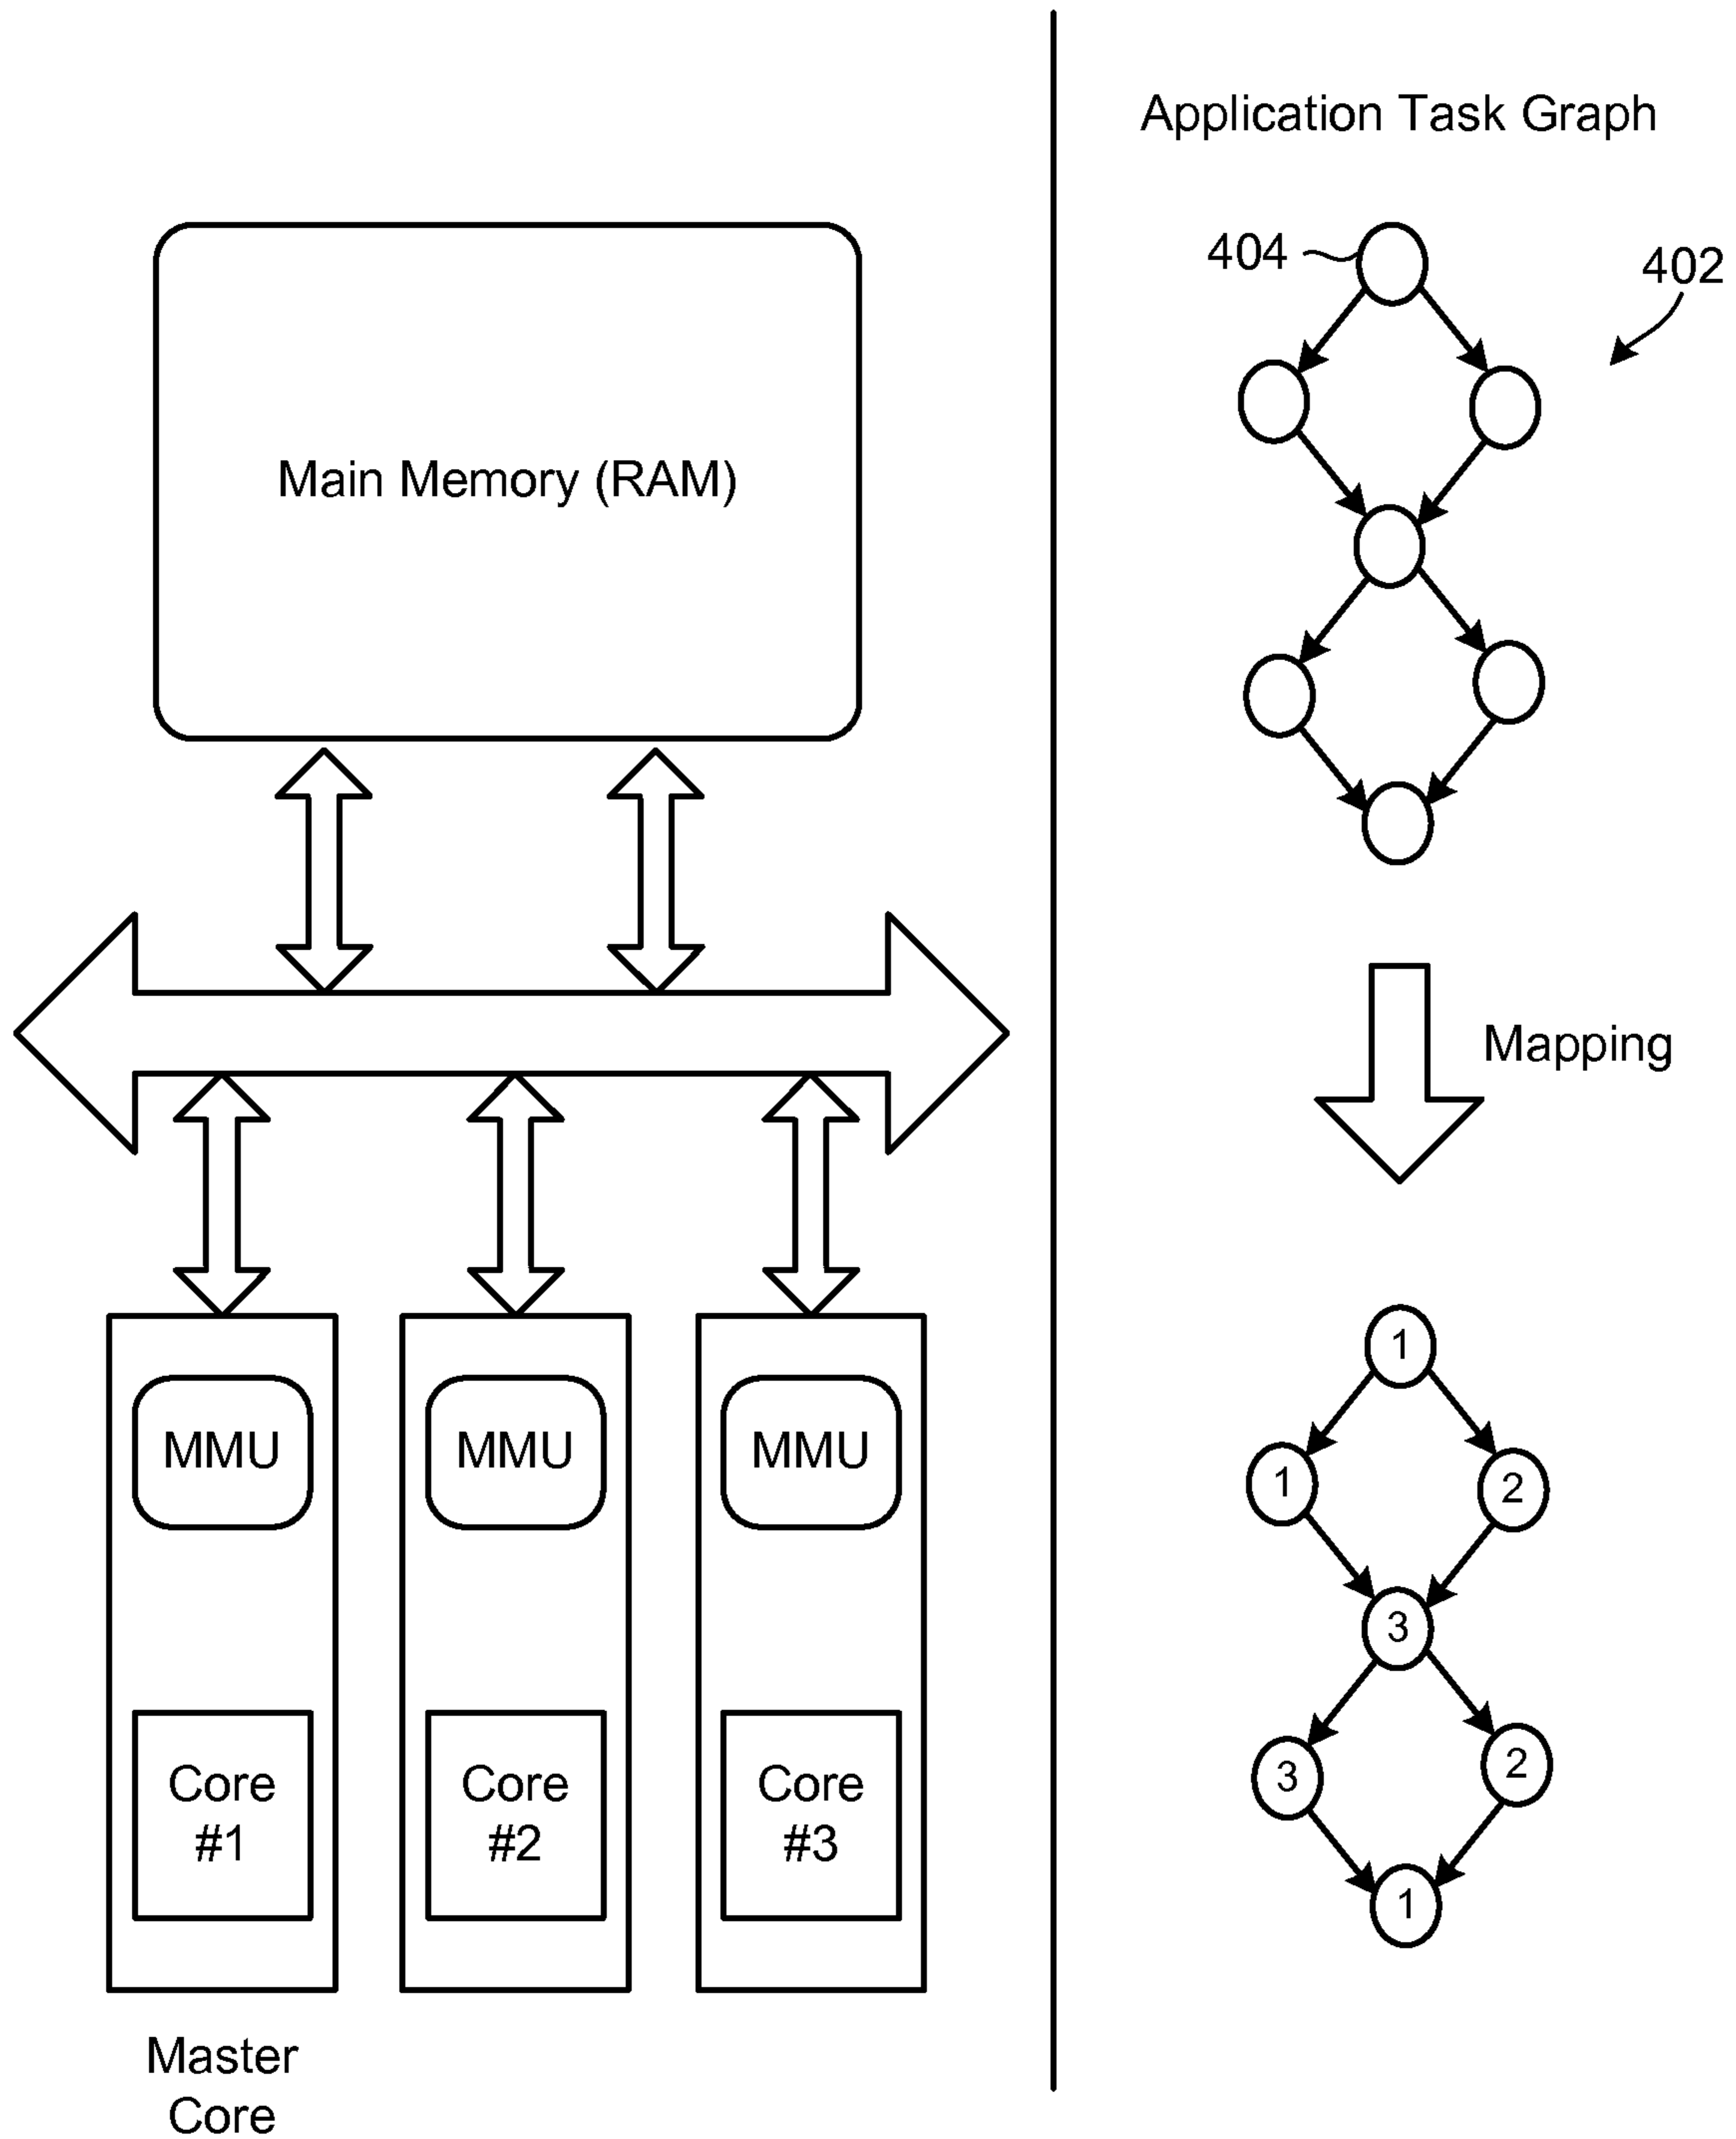 Application Task Graph
404
402
Main Memory (RAM)
Mapping
1
1
2
3
3
2
1
MMU
MMU
MMU
Core
#1
Core
#2
Core
#3
Master
Core